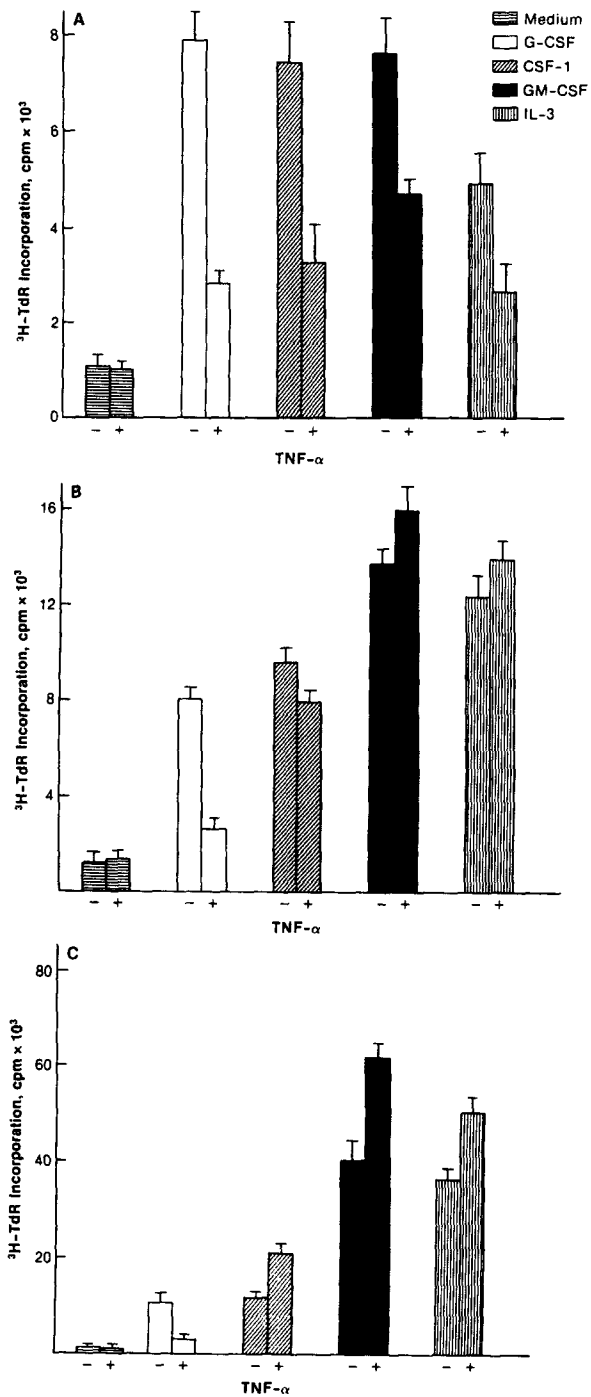 A
Medium
G-CSF
CSF-1
GM-CSF
IL-3
³H-TdR Incorporation, cpm × 10³
8
6
4
2
0
− + − + − + − + − +
TNF-α
B
³H-TdR Incorporation, cpm × 10³
16
12
8
4
− + − + − + − + − +
TNF-α
C
³H-TdR Incorporation, cpm × 10³
80
60
40
20
− + − + − + − + − +
TNF-α